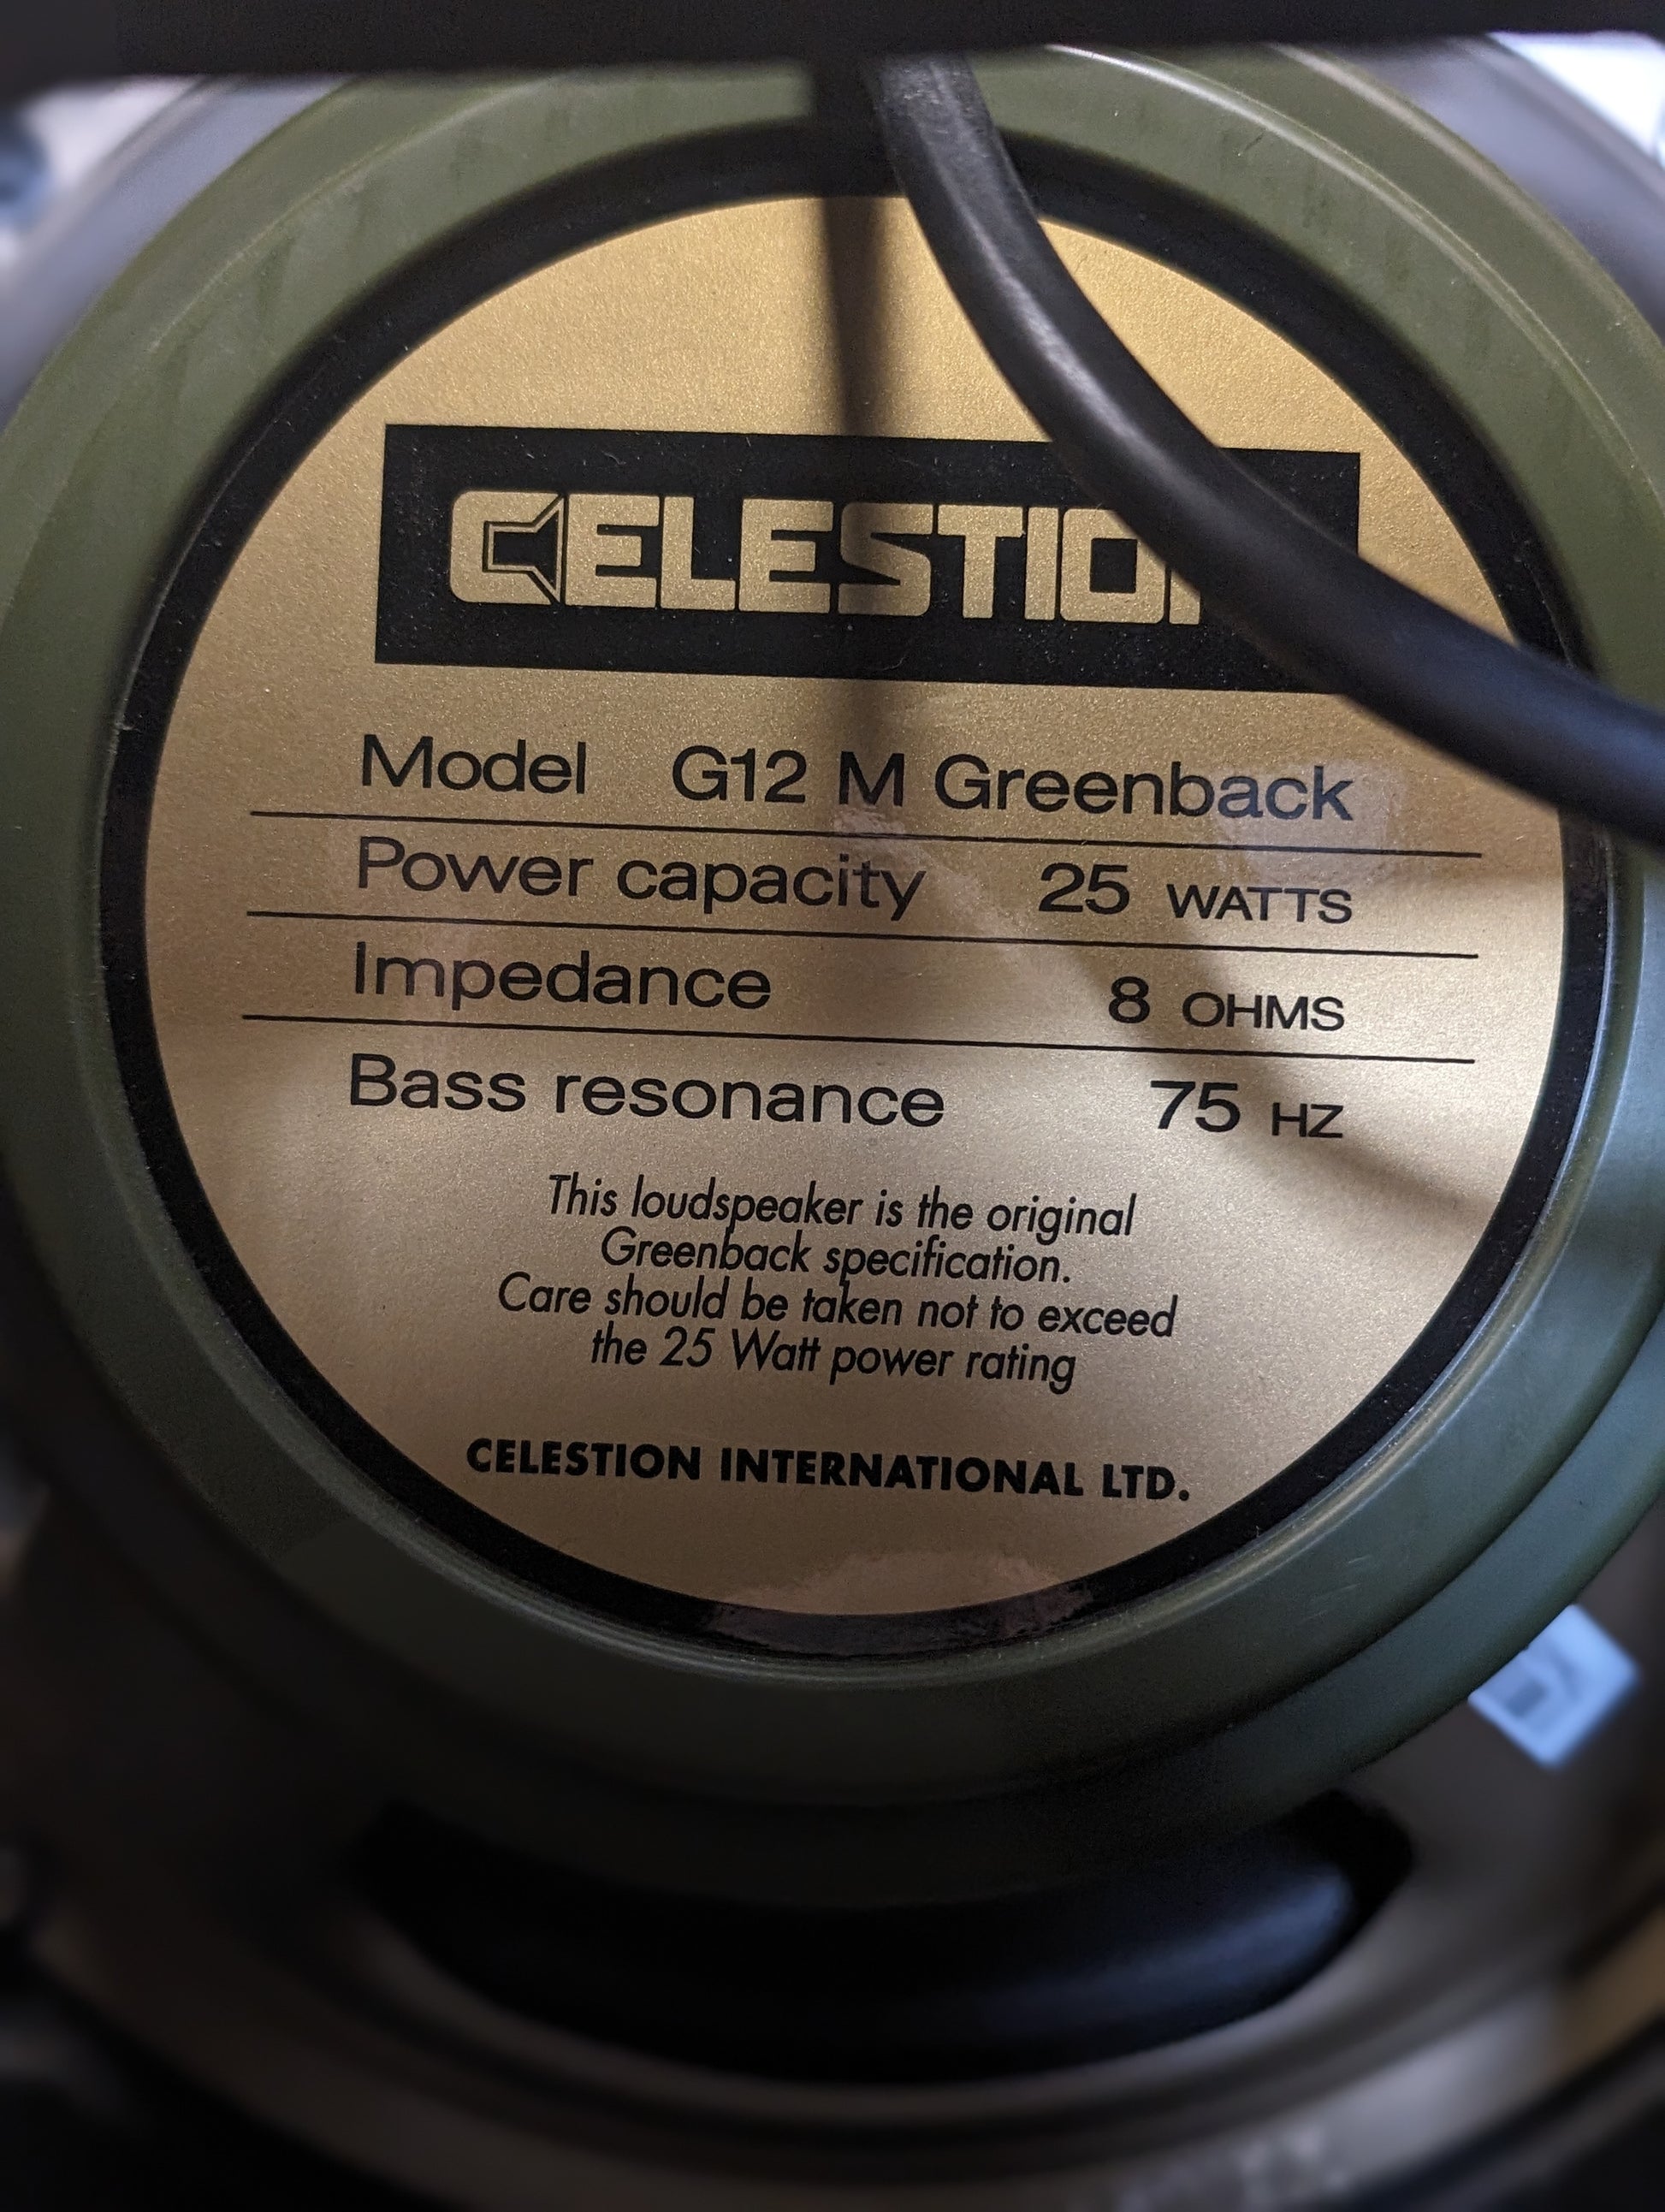 CELESTION
Model G12 M Greenback
Power capacity 25 WATTS
Impedance 8 OHMS
Bass resonance 75 HZ
This loudspeaker is the original
Greenback specification.
Care should be taken not to exceed
the 25 Watt power rating
CELESTION INTERNATIONAL LTD.